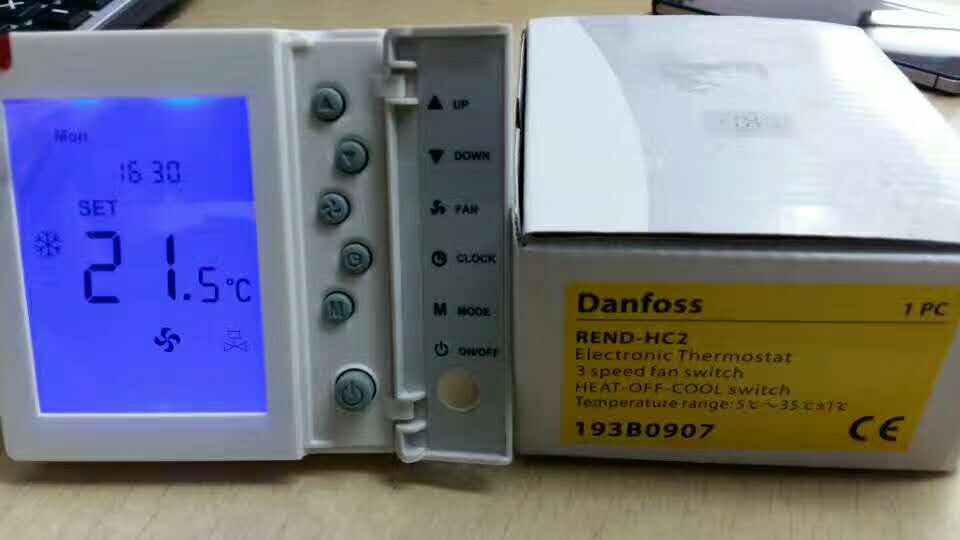 Mon
16 30
SET
21.5°C
M
UP
DOWN
FAN
CLOCK
M MODE
ON/OFF
Danfoss 1 PC
REND-HC2
Electronic Thermostat
3 speed fan switch
HEAT-OFF-COOL switch
Temperature range: 5℃～35℃±1℃
193B0907 CE